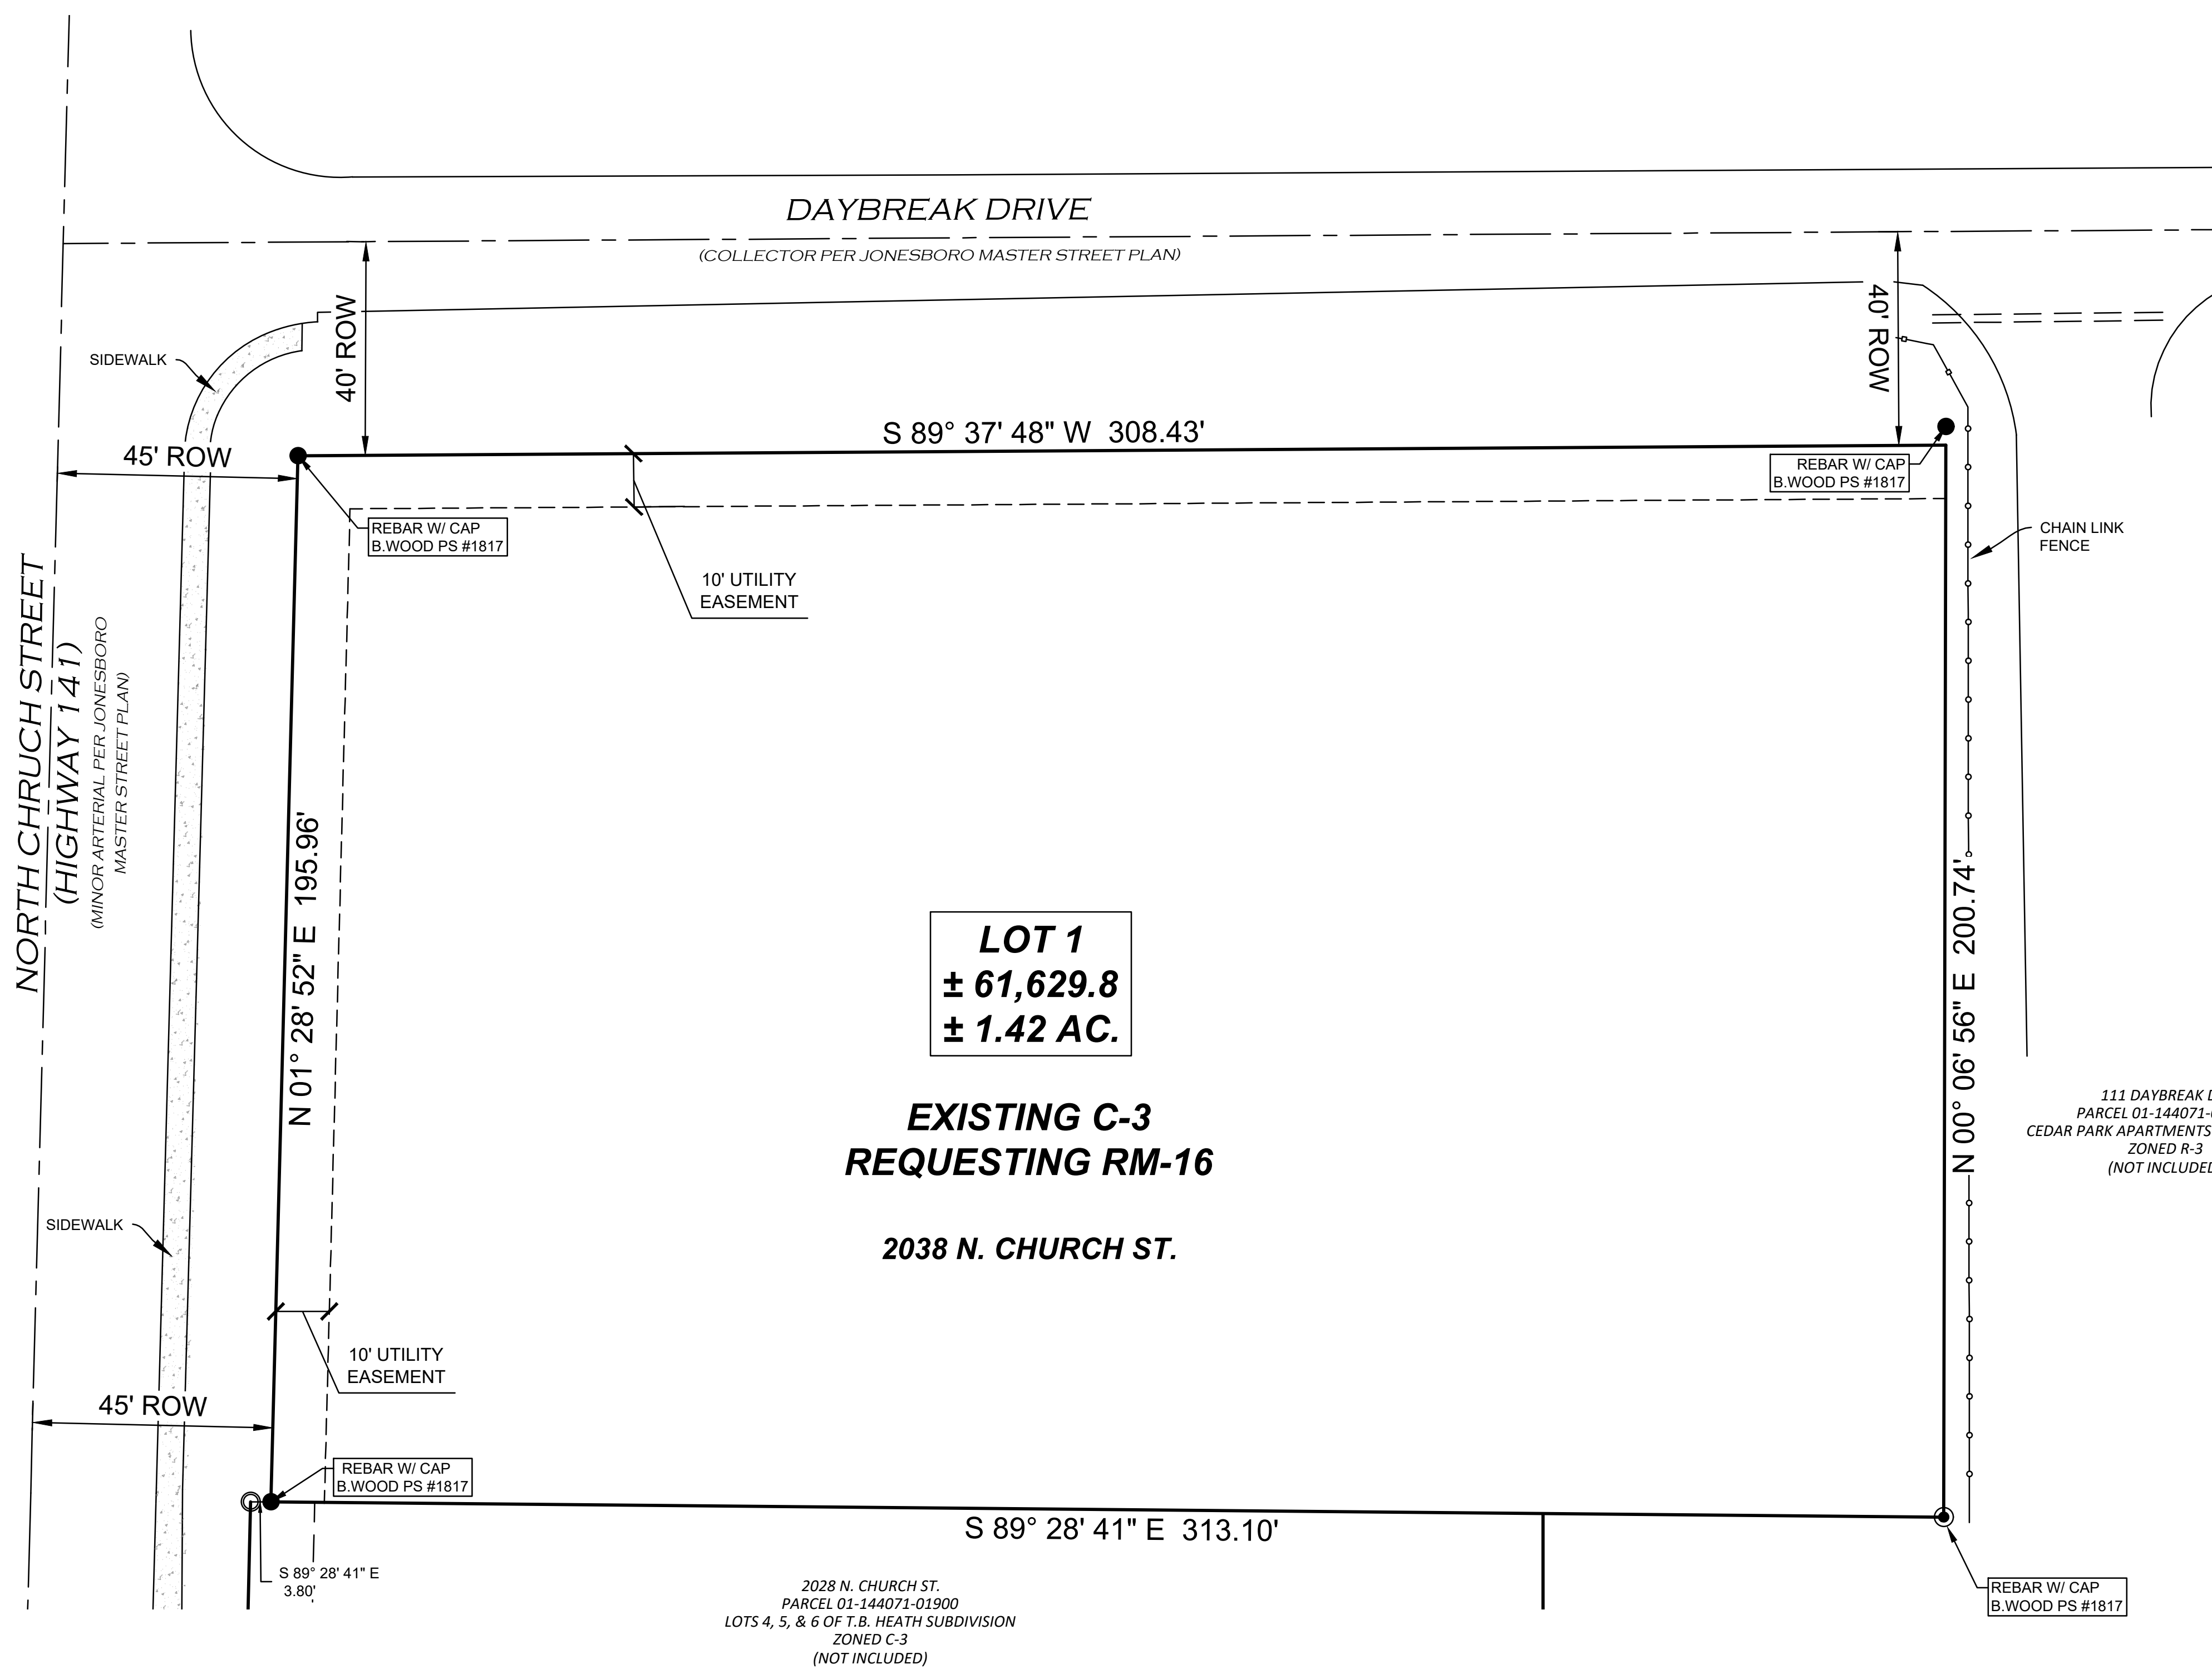 DAYBREAK DRIVE
(COLLECTOR PER JONESBORO MASTER STREET PLAN)
40' ROW
40' ROW
SIDEWALK
45' ROW
S 89° 37' 48" W 308.43'
REBAR W/ CAP
B.WOOD PS #1817
REBAR W/ CAP
B.WOOD PS #1817
CHAIN LINK
FENCE
10' UTILITY
EASEMENT
NORTH CHRUCH STREET
(HIGHWAY 141)
(MINOR ARTERIAL PER JONESBORO
MASTER STREET PLAN)
N 01° 28' 52" E 195.96'
LOT 1
± 61,629.8
± 1.42 AC.
EXISTING C-3
REQUESTING RM-16
2038 N. CHURCH ST.
N 00° 06' 56" E 200.74'
111 DAYBREAK
PARCEL 01-144071-
CEDAR PARK APARTMENTS
ZONED R-3
(NOT INCLUDED
SIDEWALK
10' UTILITY
EASEMENT
45' ROW
REBAR W/ CAP
B.WOOD PS #1817
S 89° 28' 41" E 313.10'
S 89° 28' 41" E
3.80'
2028 N. CHURCH ST.
PARCEL 01-144071-01900
LOTS 4, 5, & 6 OF T.B. HEATH SUBDIVISION
ZONED C-3
(NOT INCLUDED)
REBAR W/ CAP
B.WOOD PS #1817